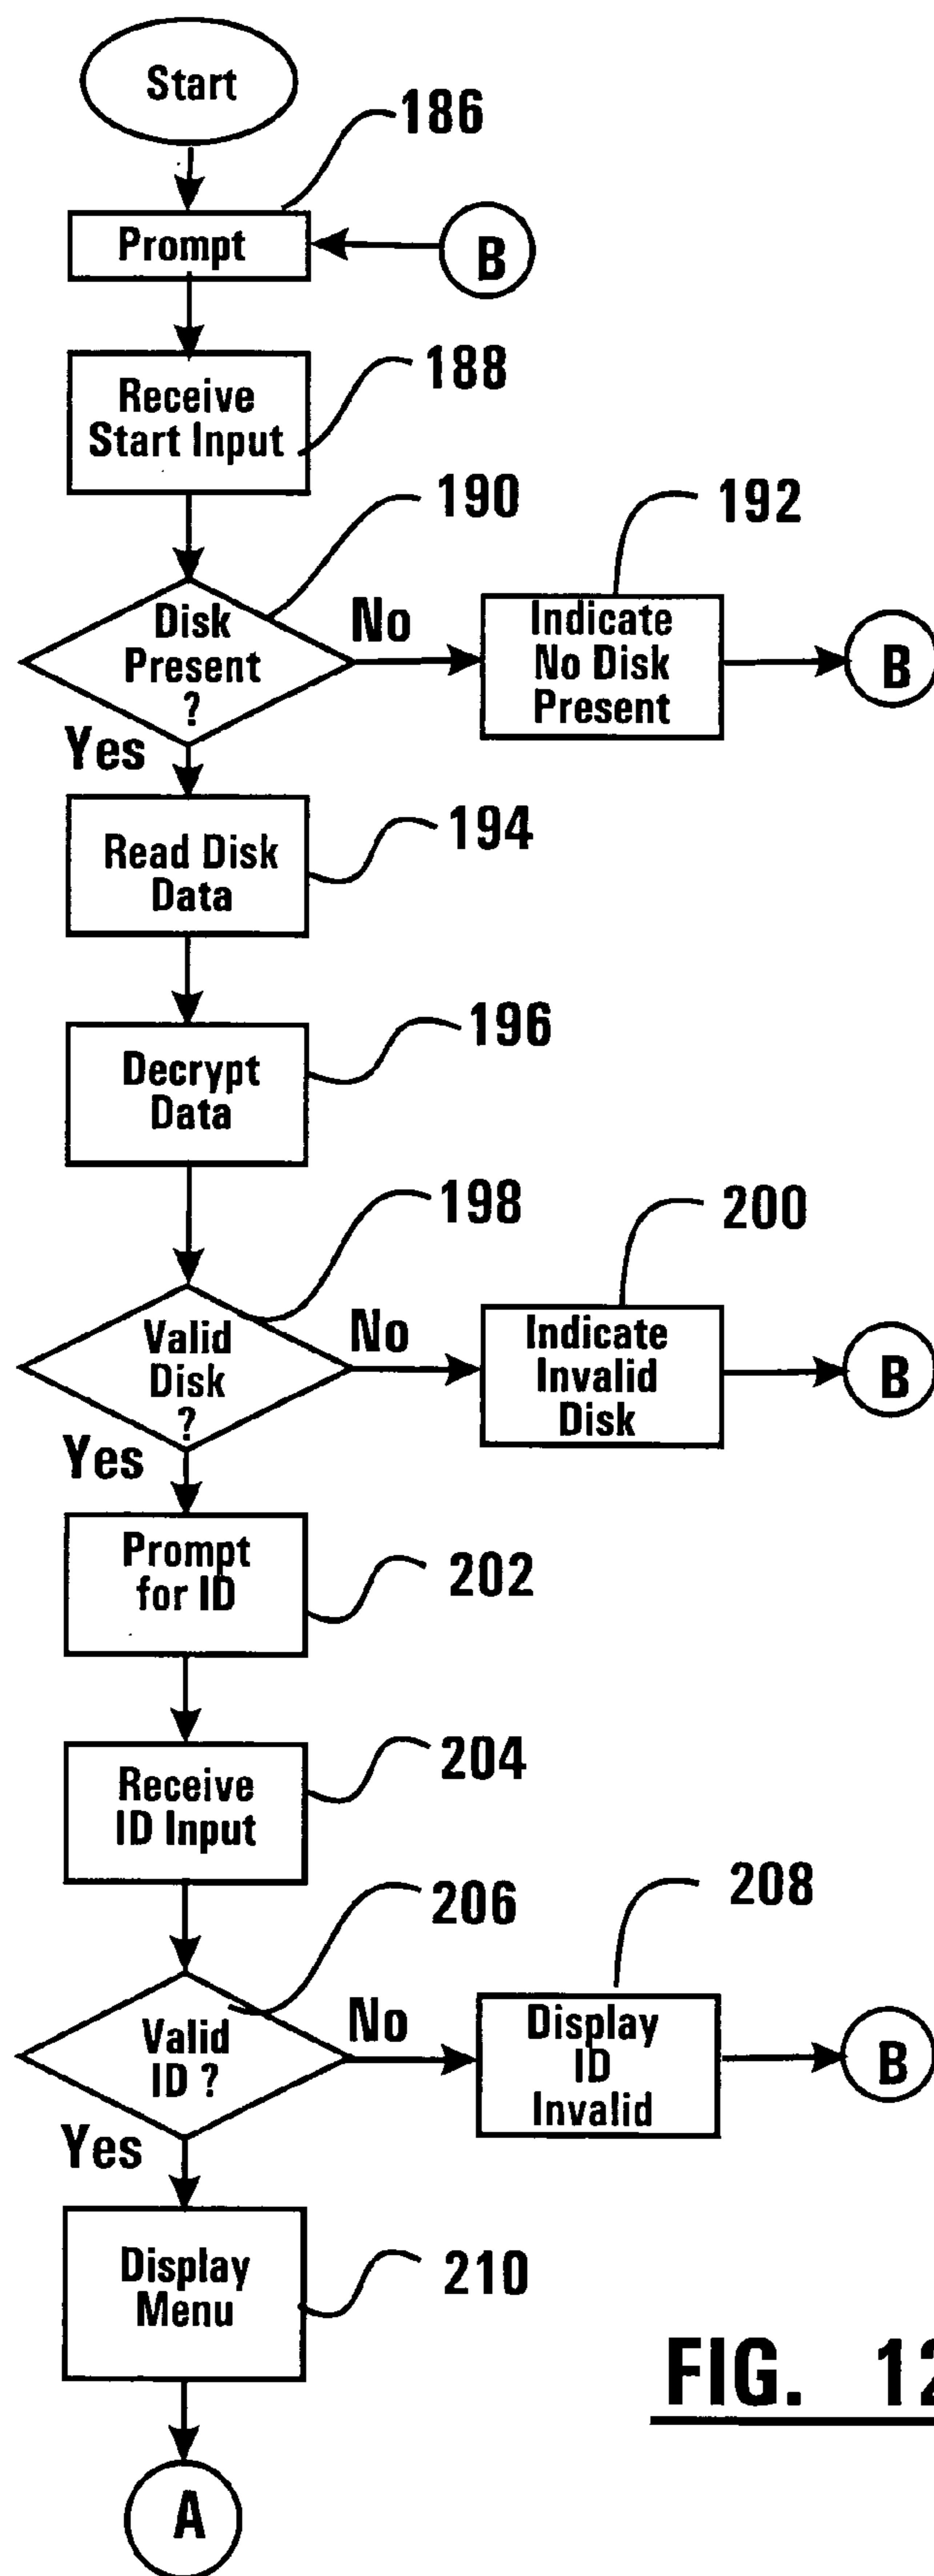 Start
186
Prompt
B
Receive
Start Input
188
190
Disk
Present
?
No
Yes
192
Indicate
No Disk
Present
B
Read Disk
Data
194
Decrypt
Data
196
198
Valid
Disk
?
No
Yes
200
Indicate
Invalid
Disk
B
Prompt
for ID
202
Receive
ID Input
204
206
Valid
ID ?
No
Yes
208
Display
ID
Invalid
B
Display
Menu
210
A
FIG. 12